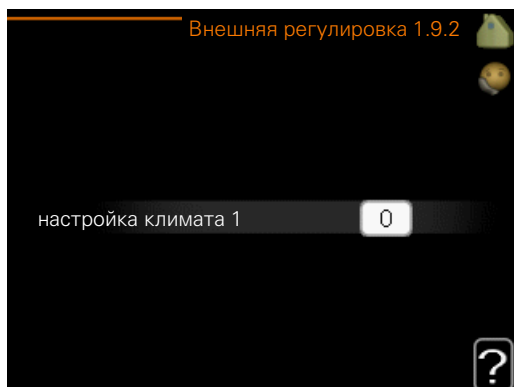 Внешняя регулировка 1.9.2
настройка климата 1
0
?